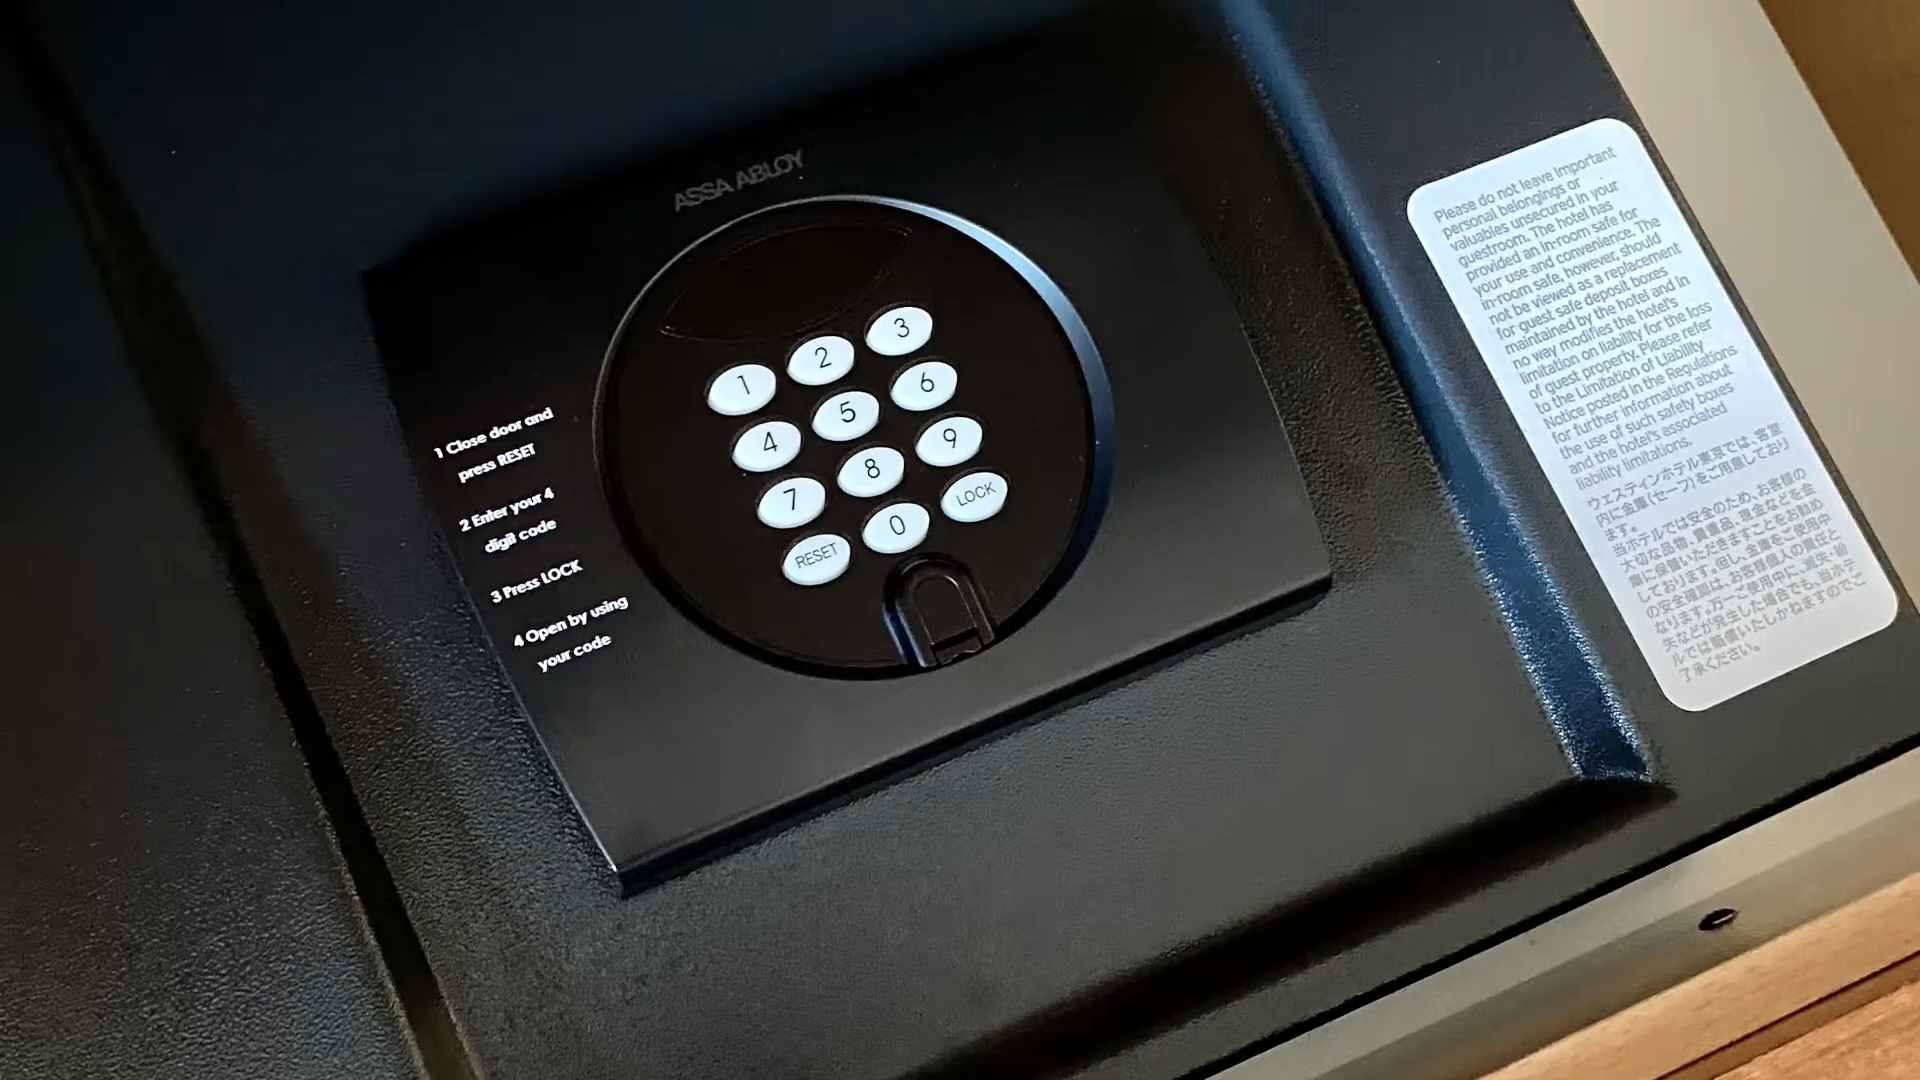 ASSA ABLOY
1 Close door and
press RESET
2 Enter your 4
digit code
3 Press LOCK
4 Open by using
your code
1 2 3
4 5 6
7 8 9
RESET 0 LOCK
Please do not leave important
personal belongings or
valuables unsecured in your
guestroom. The hotel has
provided an in-room safe for
your use and convenience. The
in-room safe, however, should
not be viewed as a replacement
for guest safe deposit boxes
maintained by the hotel and in
no way modifies the hotel's
limitation on liability for the loss
of guest property. Please refer
to the Limitation of Liability
Notice posted in the Regulations
for further information about
the use of such safety boxes
and the hotel's associated
liability limitations.
ウェスティンホテル東京では、客室
内に金庫(セーフ)をご用意しており
ます。
当ホテルでは安全のため、お客様の
大切な品物、貴重品、現金などを金
庫に保管いただきますことをお勧め
しております。但し、金庫をご使用中
の安全確認は、お客様個人の責任と
なります。万一ご使用中に、滅失・紛
失などが発生した場合でも、当ホテ
ルでは賠償いたしかねますのでご
了承ください。